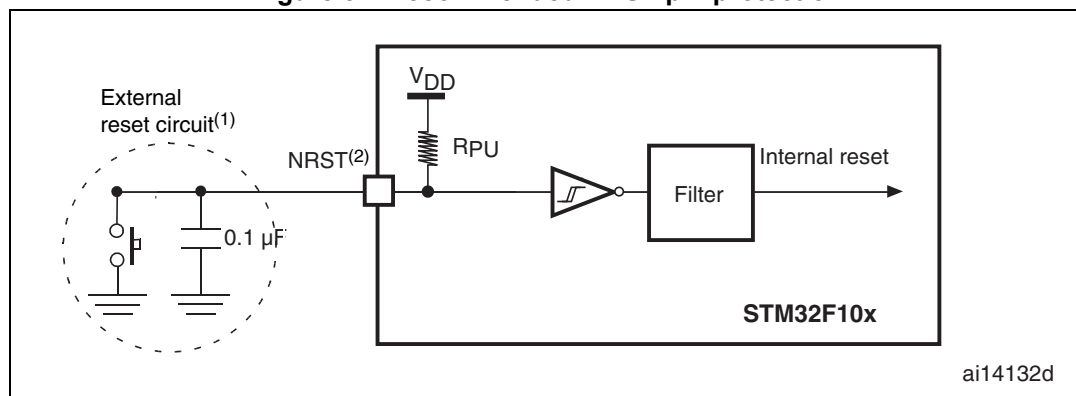 VDD
External
reset circuit(1)
NRST(2)
RPU
Internal reset
Filter
0.1 µF
STM32F10x
ai14132d